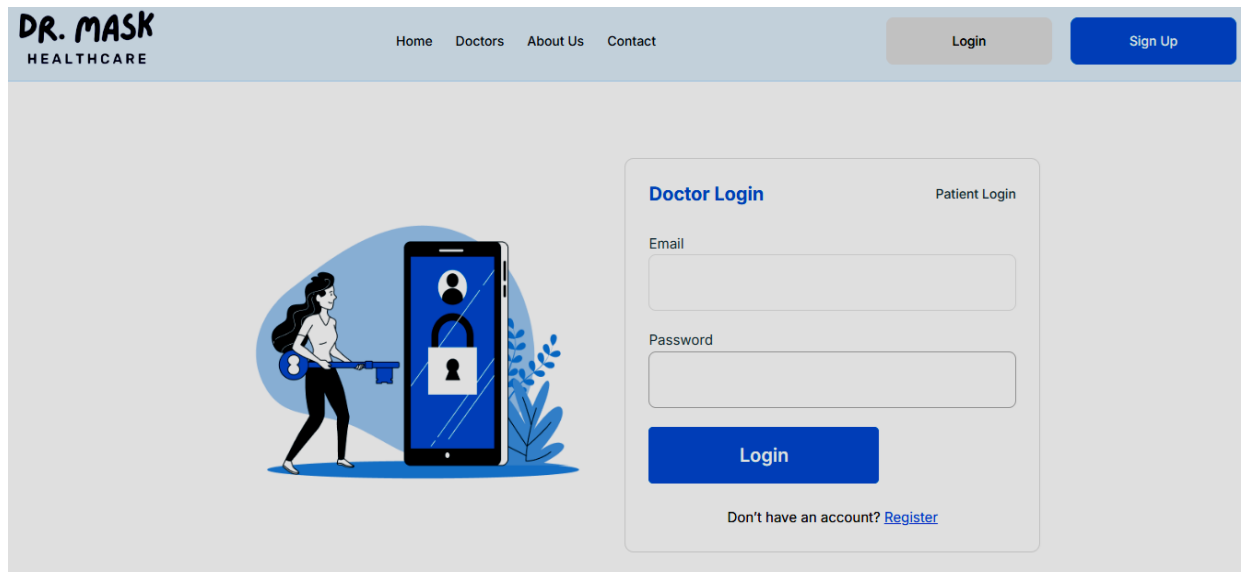 DR. MASK
HEALTHCARE
Home Doctors About Us Contact
Login
Sign Up
Doctor Login
Patient Login
Email
Password
Login
Don't have an account? Register